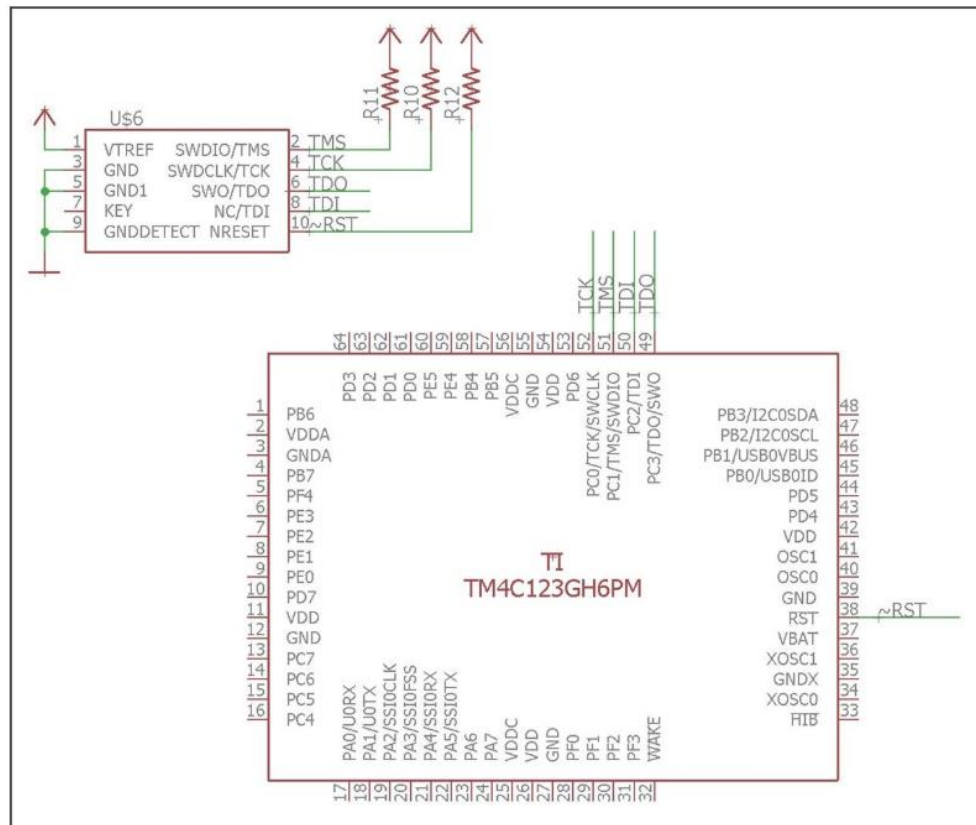 R11
R10
R12
U$6
1 VTREF SWDIO/TMS 2 TMS
3 GND SWDCLK/TCK 4 TCK
5 GND1 SWO/TDO 6 TDO
7 KEY NC/TDI 8 TDI
9 GNDDETECT NRESET 10 ~RST
TCK
TMS
TDI
TDO
64 63 62 61 60 59 58 57 56 55 54 53 52 51 50 49
PD3
PD2
PD1
PD0
PE5
PE4
PB4
PB5
VDDC
GND
VDD
PD6
PC0/TCK/SWCLK
PC1/TMS/SWDIO
PC2/TDI
PC3/TDO/SWO
1 PB6
2 VDDA
3 GNDA
4 PB7
5 PF4
6 PE3
7 PE2
8 PE1
9 PE0
10 PD7
11 VDD
12 GND
13 PC7
14 PC6
15 PC5
16 PC4
TI
TM4C123GH6PM
PB3/I2C0SDA 48
PB2/I2C0SCL 47
PB1/USB0VBUS 46
PB0/USB0ID 45
PD5 44
PD4 43
VDD 42
OSC1 41
OSC0 40
GND 39
RST 38 ~RST
VBAT 37
XOSC1 36
GNDX 35
XOSC0 34
HIB 33
PA0/U0RX
PA1/U0TX
PA2/SSI0CLK
PA3/SSI0FSS
PA4/SSI0RX
PA5/SSI0TX
PA6
PA7
VDDC
VDD
GND
PF0
PF1
PF2
PF3
WAKE
17 18 19 20 21 22 23 24 25 26 27 28 29 30 31 32